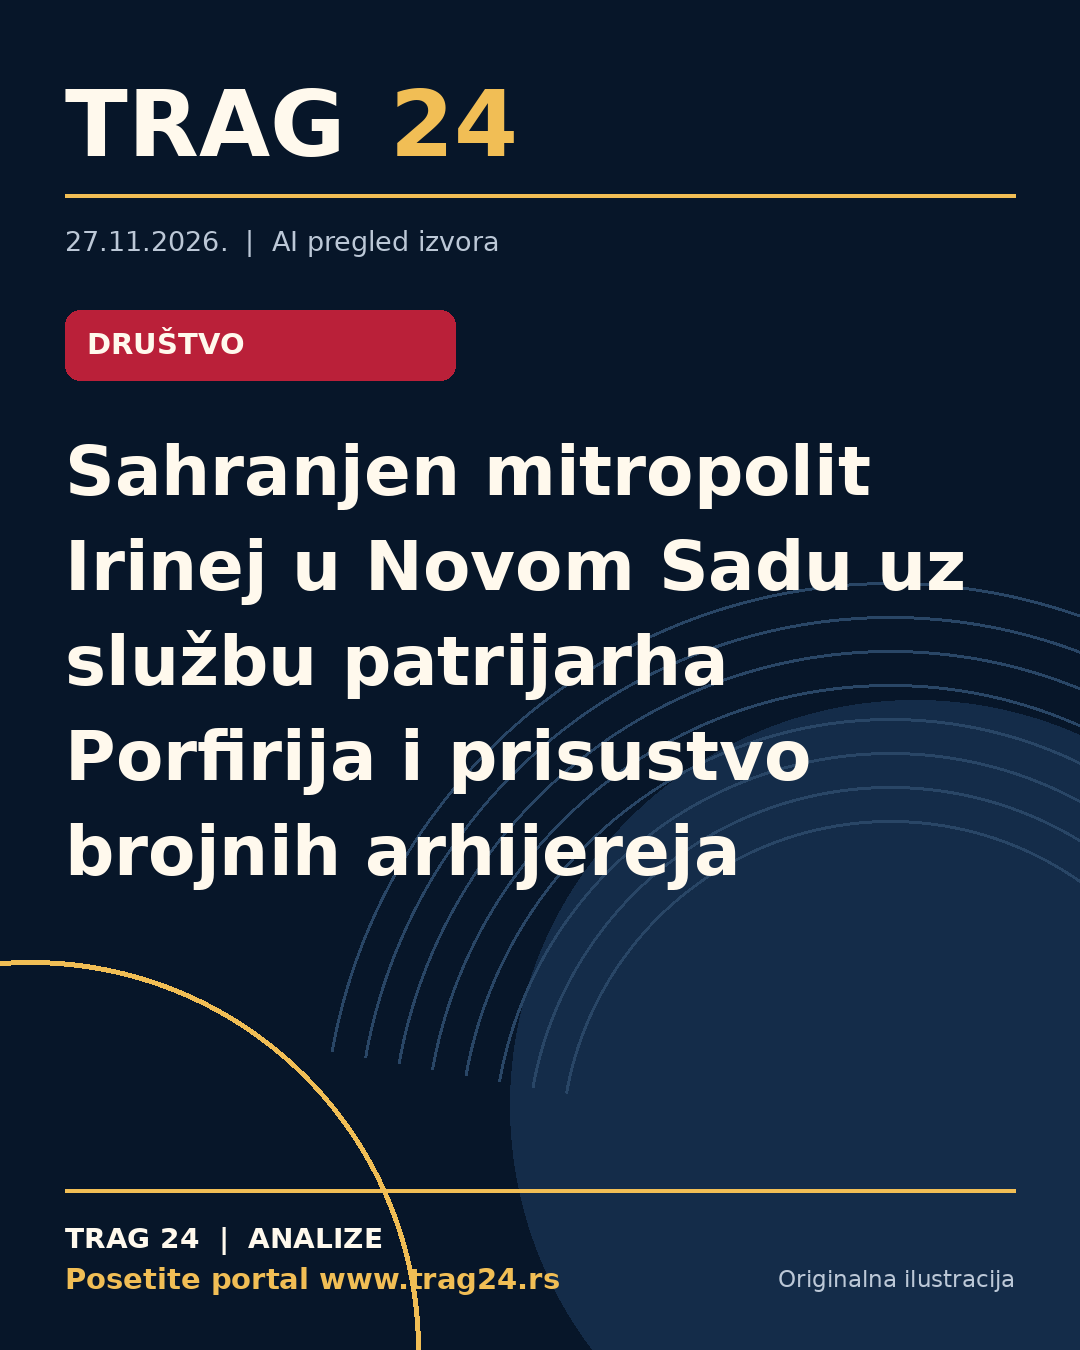 TRAG 24
27.11.2026. | AI pregled izvora
DRUŠTVO
Sahranjen mitropolit
Irinej u Novom Sadu uz
službu patrijarha
Porfirija i prisustvo
brojnih arhijereja
TRAG 24 | ANALIZE
Posetite portal www.trag24.rs
Originalna ilustracija